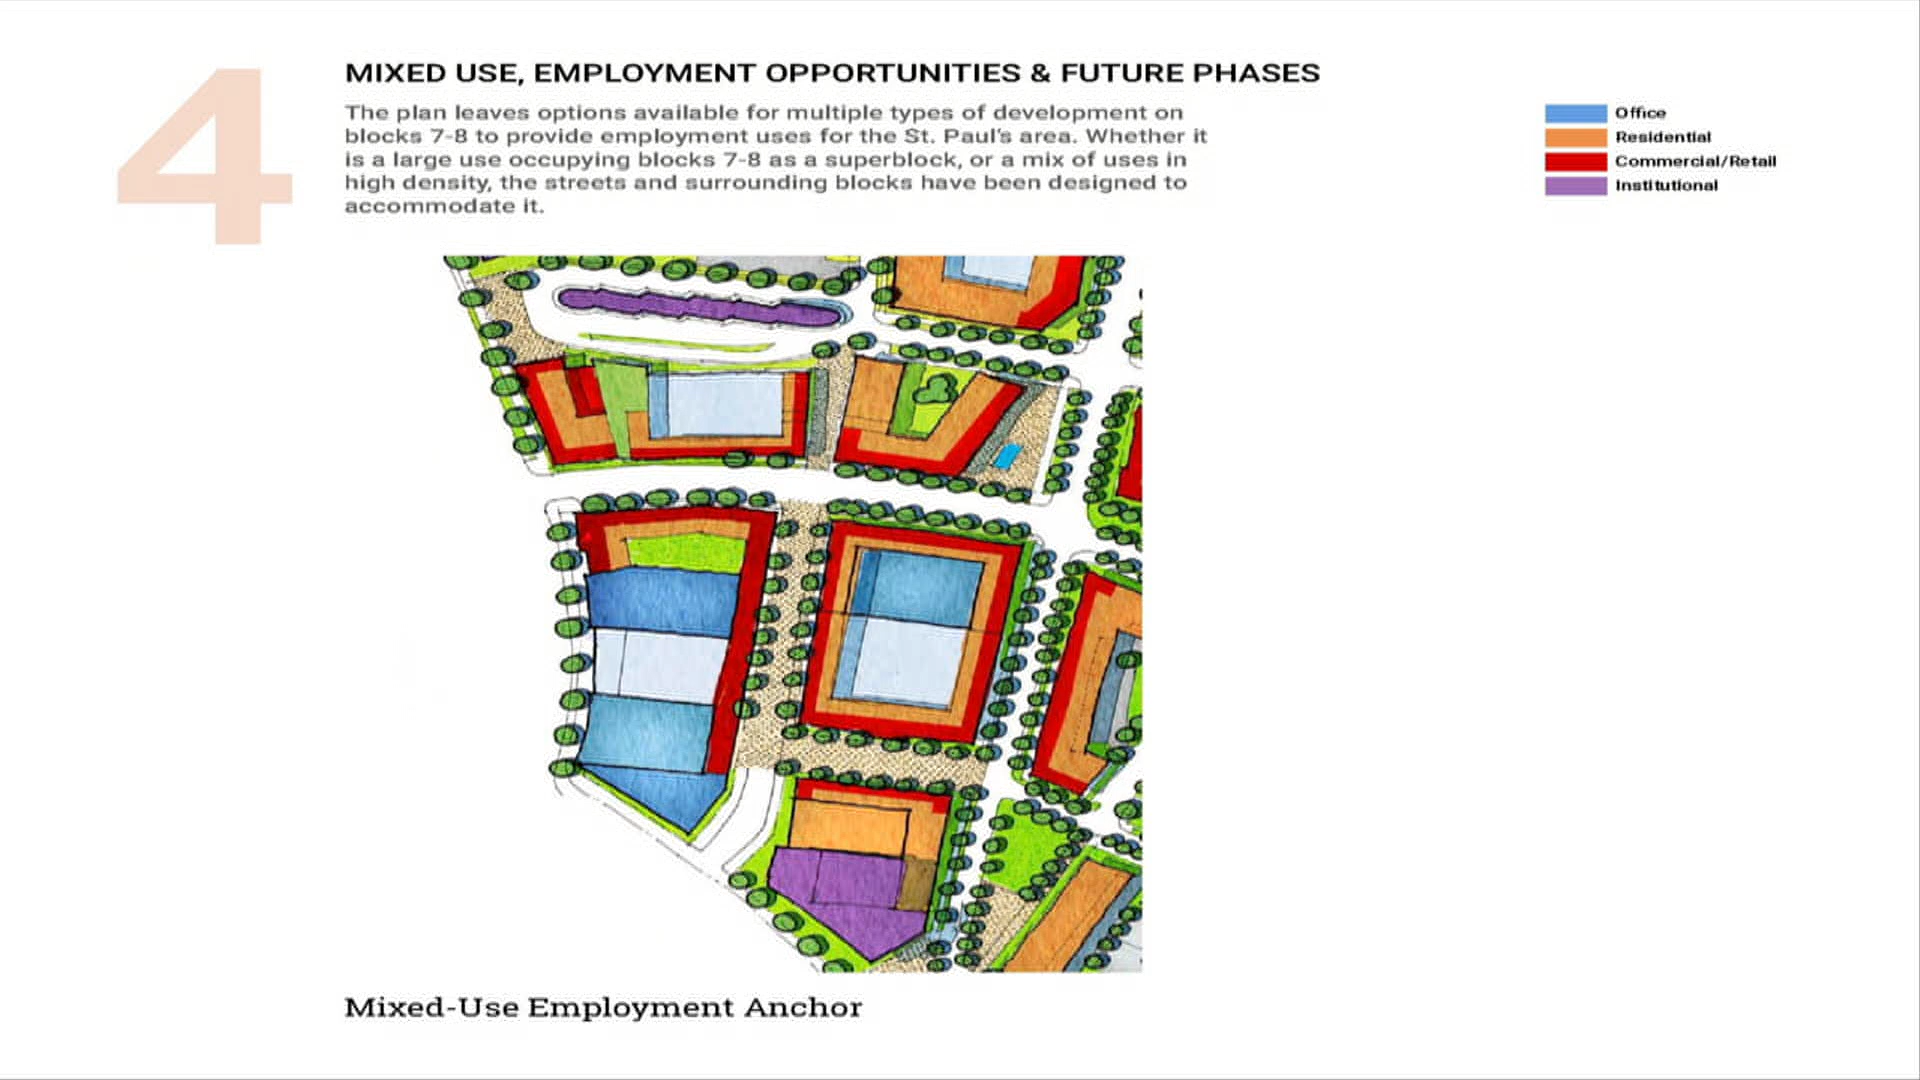 4
MIXED USE, EMPLOYMENT OPPORTUNITIES & FUTURE PHASES
The plan leaves options available for multiple types of development on
blocks 7-8 to provide employment uses for the St. Paul's area. Whether it
is a large use occupying blocks 7-8 as a superblock, or a mix of uses in
high density, the streets and surrounding blocks have been designed to
accommodate it.
Office
Residential
Commercial/Retail
Institutional
Mixed-Use Employment Anchor